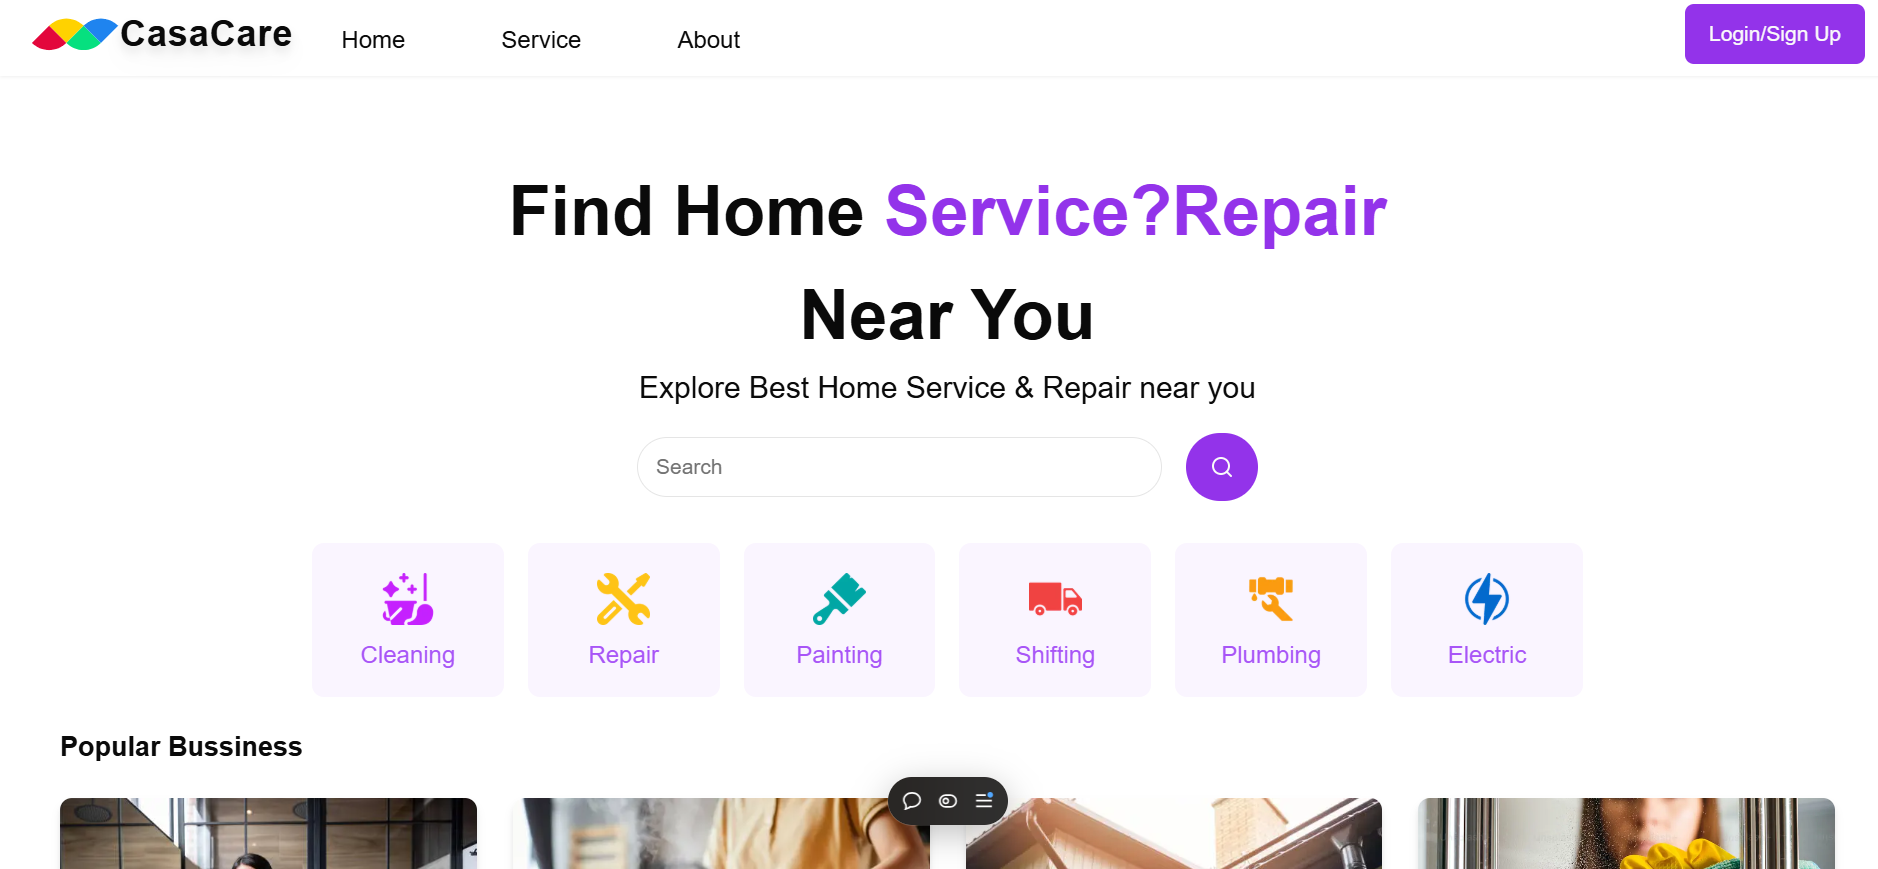 CasaCare
Home
Service
About
Login/Sign Up
Find Home Service?Repair
Near You
Explore Best Home Service & Repair near you
Search
Cleaning
Repair
Painting
Shifting
Plumbing
Electric
Popular Bussiness